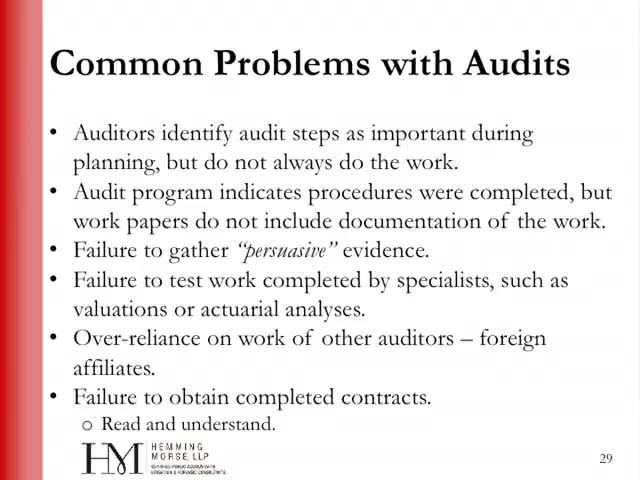 Common Problems with Audits
• Auditors identify audit steps as important during
planning, but do not always do the work.
• Audit program indicates procedures were completed, but
work papers do not include documentation of the work.
• Failure to gather “persuasive” evidence.
• Failure to test work completed by specialists, such as
valuations or actuarial analyses.
• Over-reliance on work of other auditors – foreign
affiliates.
• Failure to obtain completed contracts.
o Read and understand.
HM
HEMMING
MORSE, LLP
CERTIFIED PUBLIC ACCOUNTANTS
LITIGATION & FORENSIC CONSULTANTS
29